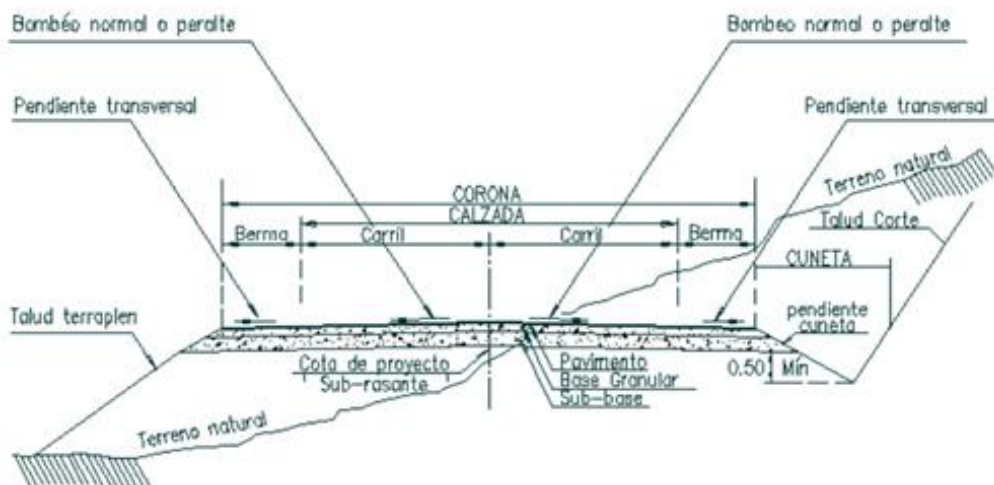 Bombéo normal o peralte
Bombeo normal o peralte
Pendiente transversal
Pendiente transversal
Terreno natural
CORONA
CALZADA
Berma
Carril
Carril
Berma
Talud Corte
CUNETA
Talud terraplen
pendiente
cuneta
Cota de proyecto
Sub-rasante
Pavimento
Base Granular
Sub-base
0.50 Mín
Terreno natural